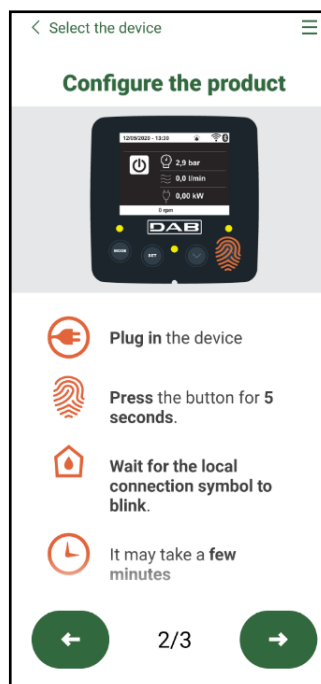 Select the device
Configure the product
12/06/2020 - 13:30
2,9 bar
0,0 l/min
0,00 kW
0 rpm
DAB
MODE
SET
Plug in the device
Press the button for 5
seconds.
Wait for the local
connection symbol to
blink.
It may take a few
minutes
2/3